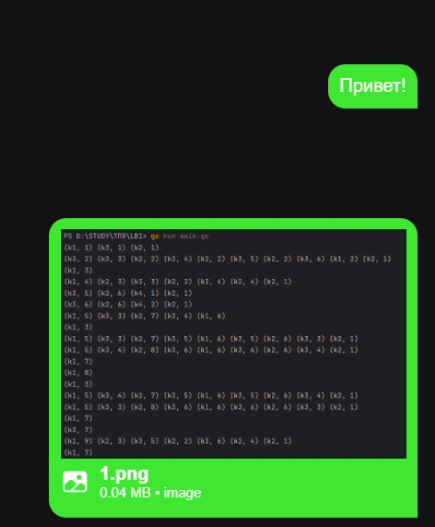 Привет!
PS D:\STUDY\ТПЯ\LB1> go run main.go
(k1, 1) (k3, 1) (k2, 1)
(k3, 2) (k3, 3) (k2, 2) (k3, 4) (k2, 2) (k3, 5) (k2, 2) (k3, 6) (k1, 2) (k2, 1)
(k1, 3)
(k1, 4) (k2, 3) (k3, 3) (k2, 2) (k3, 4) (k2, 4) (k2, 1)
(k3, 5) (k2, 6) (k4, 1) (k2, 1)
(k3, 6) (k2, 6) (k4, 2) (k2, 1)
(k1, 5) (k3, 3) (k2, 7) (k3, 4) (k1, 6)
(k1, 3)
(k1, 5) (k3, 3) (k2, 7) (k3, 5) (k1, 6) (k3, 5) (k2, 6) (k3, 3) (k2, 1)
(k1, 5) (k3, 4) (k2, 8) (k3, 6) (k1, 6) (k3, 6) (k2, 6) (k3, 4) (k2, 1)
(k1, 7)
(k1, 8)
(k1, 3)
(k1, 5) (k3, 4) (k2, 7) (k3, 5) (k1, 6) (k3, 5) (k2, 6) (k3, 4) (k2, 1)
(k1, 5) (k3, 3) (k2, 8) (k3, 6) (k1, 6) (k3, 6) (k2, 6) (k3, 3) (k2, 1)
(k1, 7)
(k3, 7)
(k1, 9) (k2, 3) (k3, 5) (k2, 2) (k3, 6) (k2, 4) (k2, 1)
(k1, 7)
1.png
0.04 MB • image